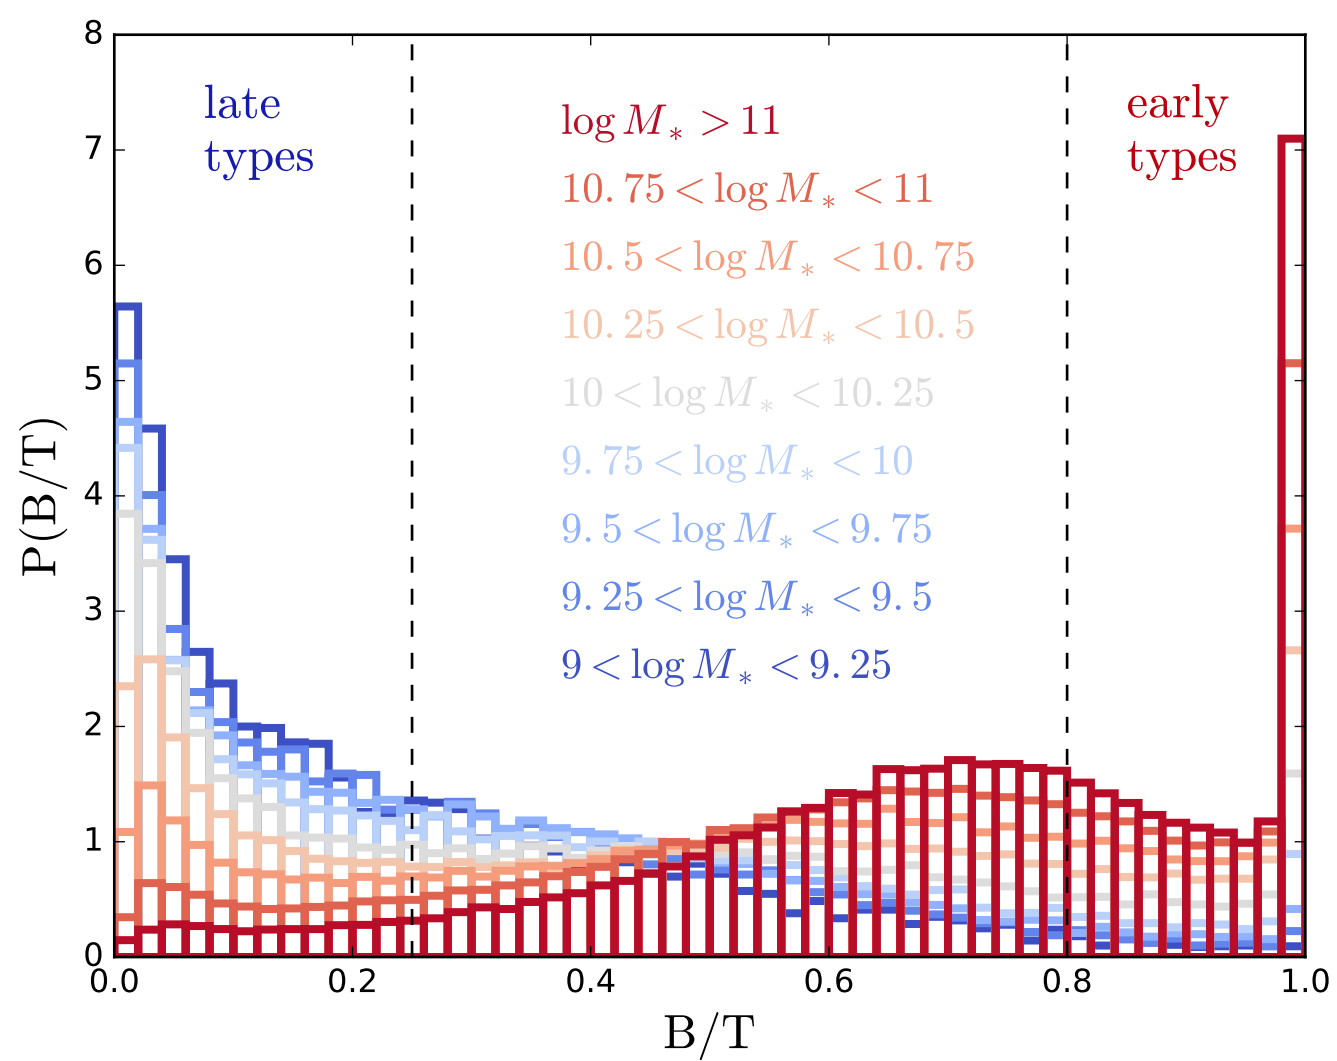 8
7
6
5
4
3
2
1
0
P(B/T)
late
types
log M* > 11
10.75 < log M* < 11
10.5 < log M* < 10.75
10.25 < log M* < 10.5
10 < log M* < 10.25
9.75 < log M* < 10
9.5 < log M* < 9.75
9.25 < log M* < 9.5
9 < log M* < 9.25
early
types
0.0 0.2 0.4 0.6 0.8 1.0
B/T